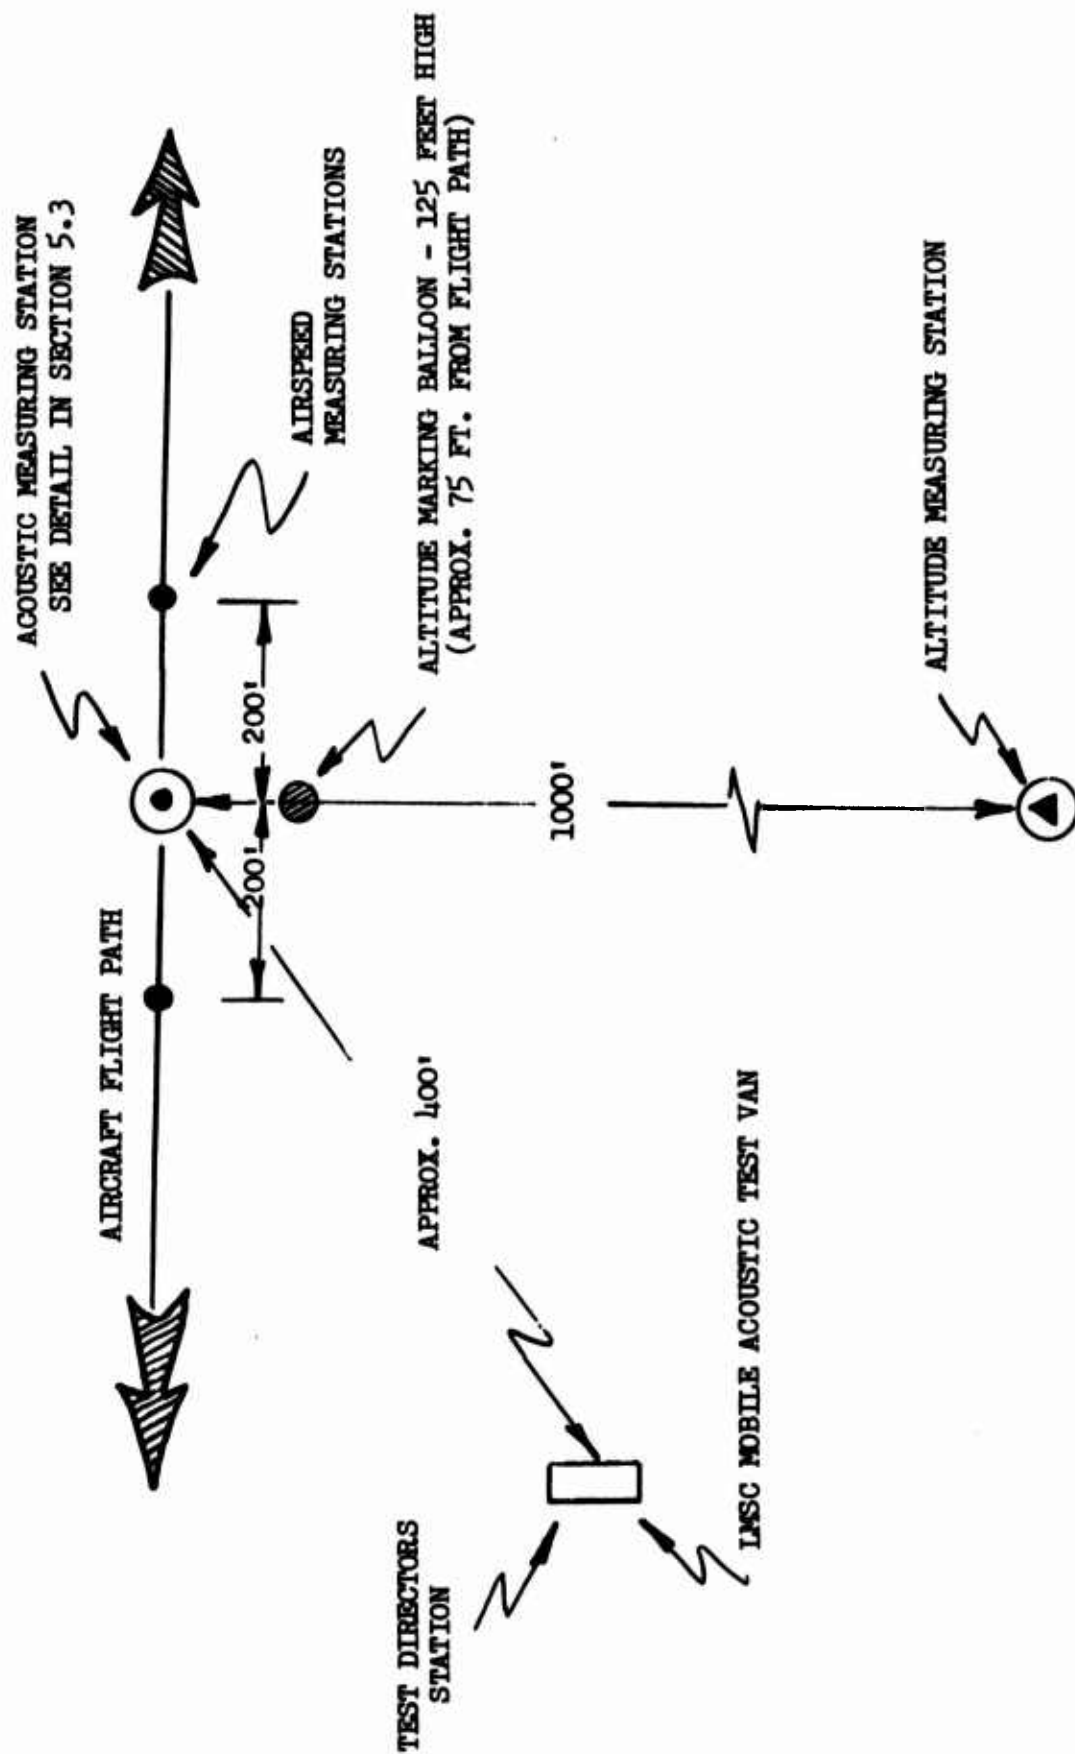 ACOUSTIC MEASURING STATION
SEE DETAIL IN SECTION 5.3
AIRCRAFT FLIGHT PATH
AIRSPEED
MEASURING STATIONS
200'
200'
ALTITUDE MARKING BALLOON - 125 FEET HIGH
(APPROX. 75 FT. FROM FLIGHT PATH)
APPROX. 400'
1000'
TEST DIRECTORS
STATION
LMSC MOBILE ACOUSTIC TEST VAN
ALTITUDE MEASURING STATION